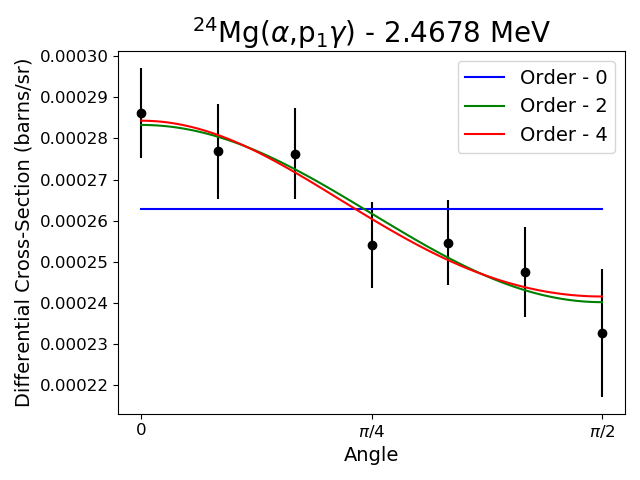 ²⁴Mg(α,p₁γ) - 2.4678 MeV
Differential Cross-Section (barns/sr)
0.00030
0.00029
0.00028
0.00027
0.00026
0.00025
0.00024
0.00023
0.00022
Order - 0
Order - 2
Order - 4
0
π/4
π/2
Angle